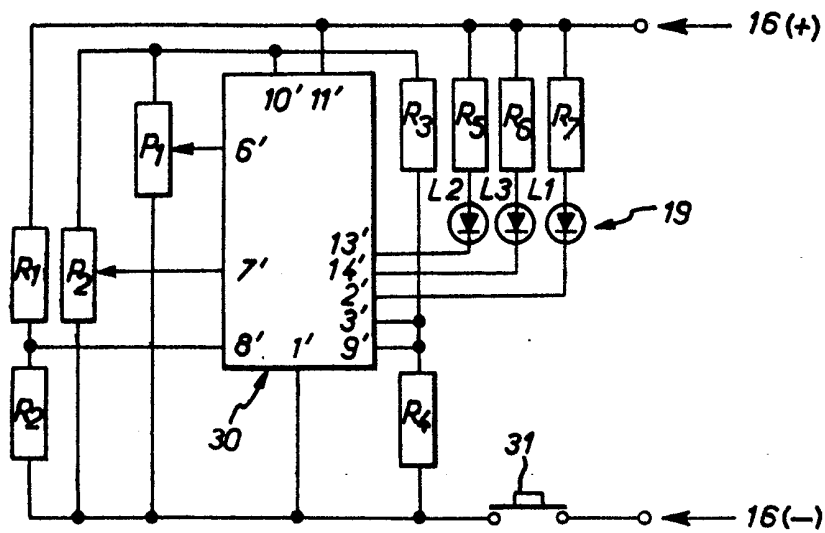 16 (+)
10' 11'
P1
6'
R3
R5
R6
R7
L2 L3 L1
19
13'
14'
2'
3'
9'
7'
8'
1'
R1
P2
R2
R4
30
31
16 (—)